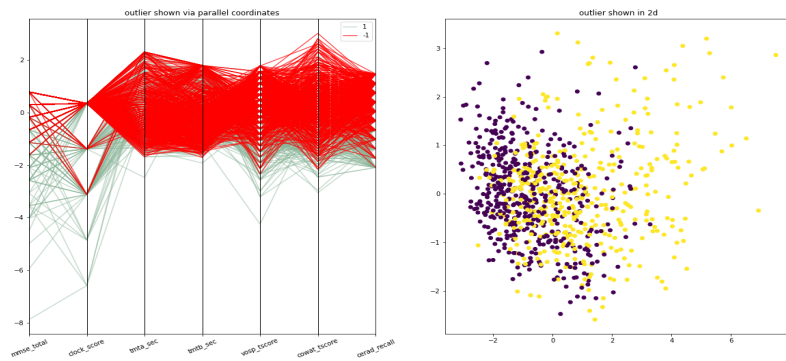 outlier shown via parallel coordinates
1
-1
2
0
−2
−4
−6
−8
mmse_total
clock_score
tmta_sec
tmtb_sec
vosp_tscore
cowat_tscore
cerad_recall
outlier shown in 2d
3
2
1
0
−1
−2
−2
0
2
4
6